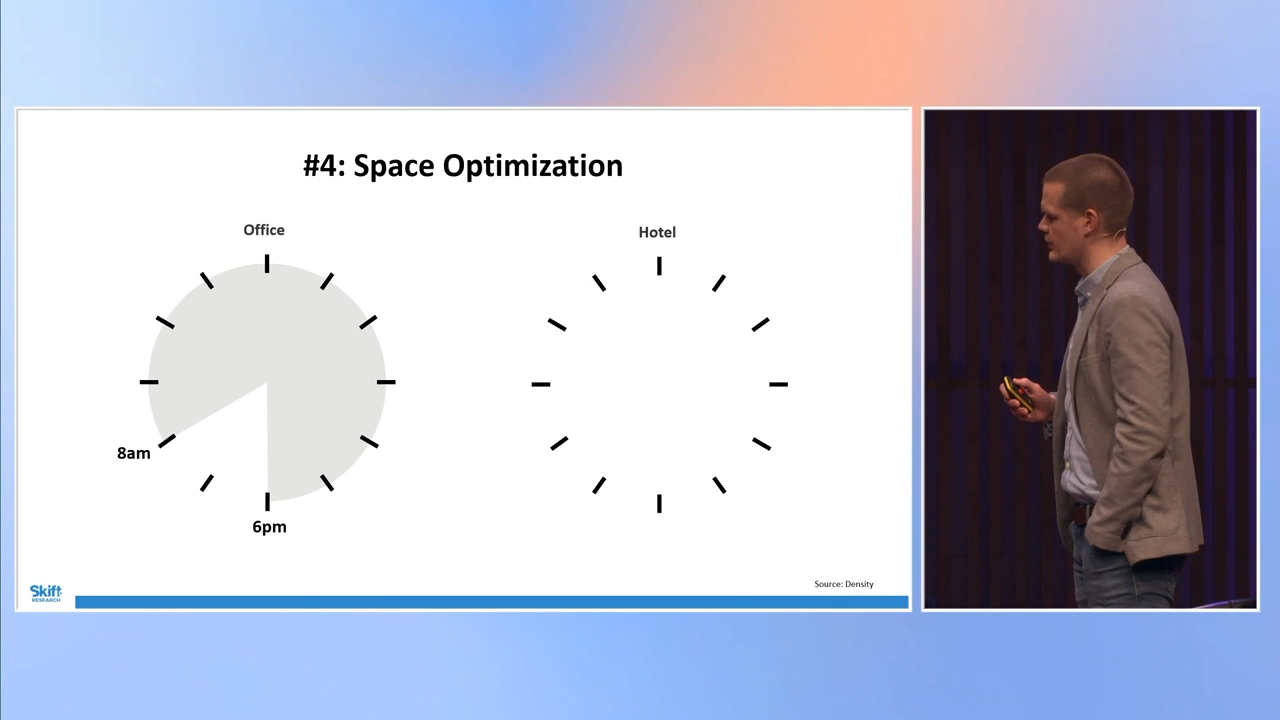 #4: Space Optimization
Office
Hotel
8am
6pm
Source: Density
Skift
RESEARCH